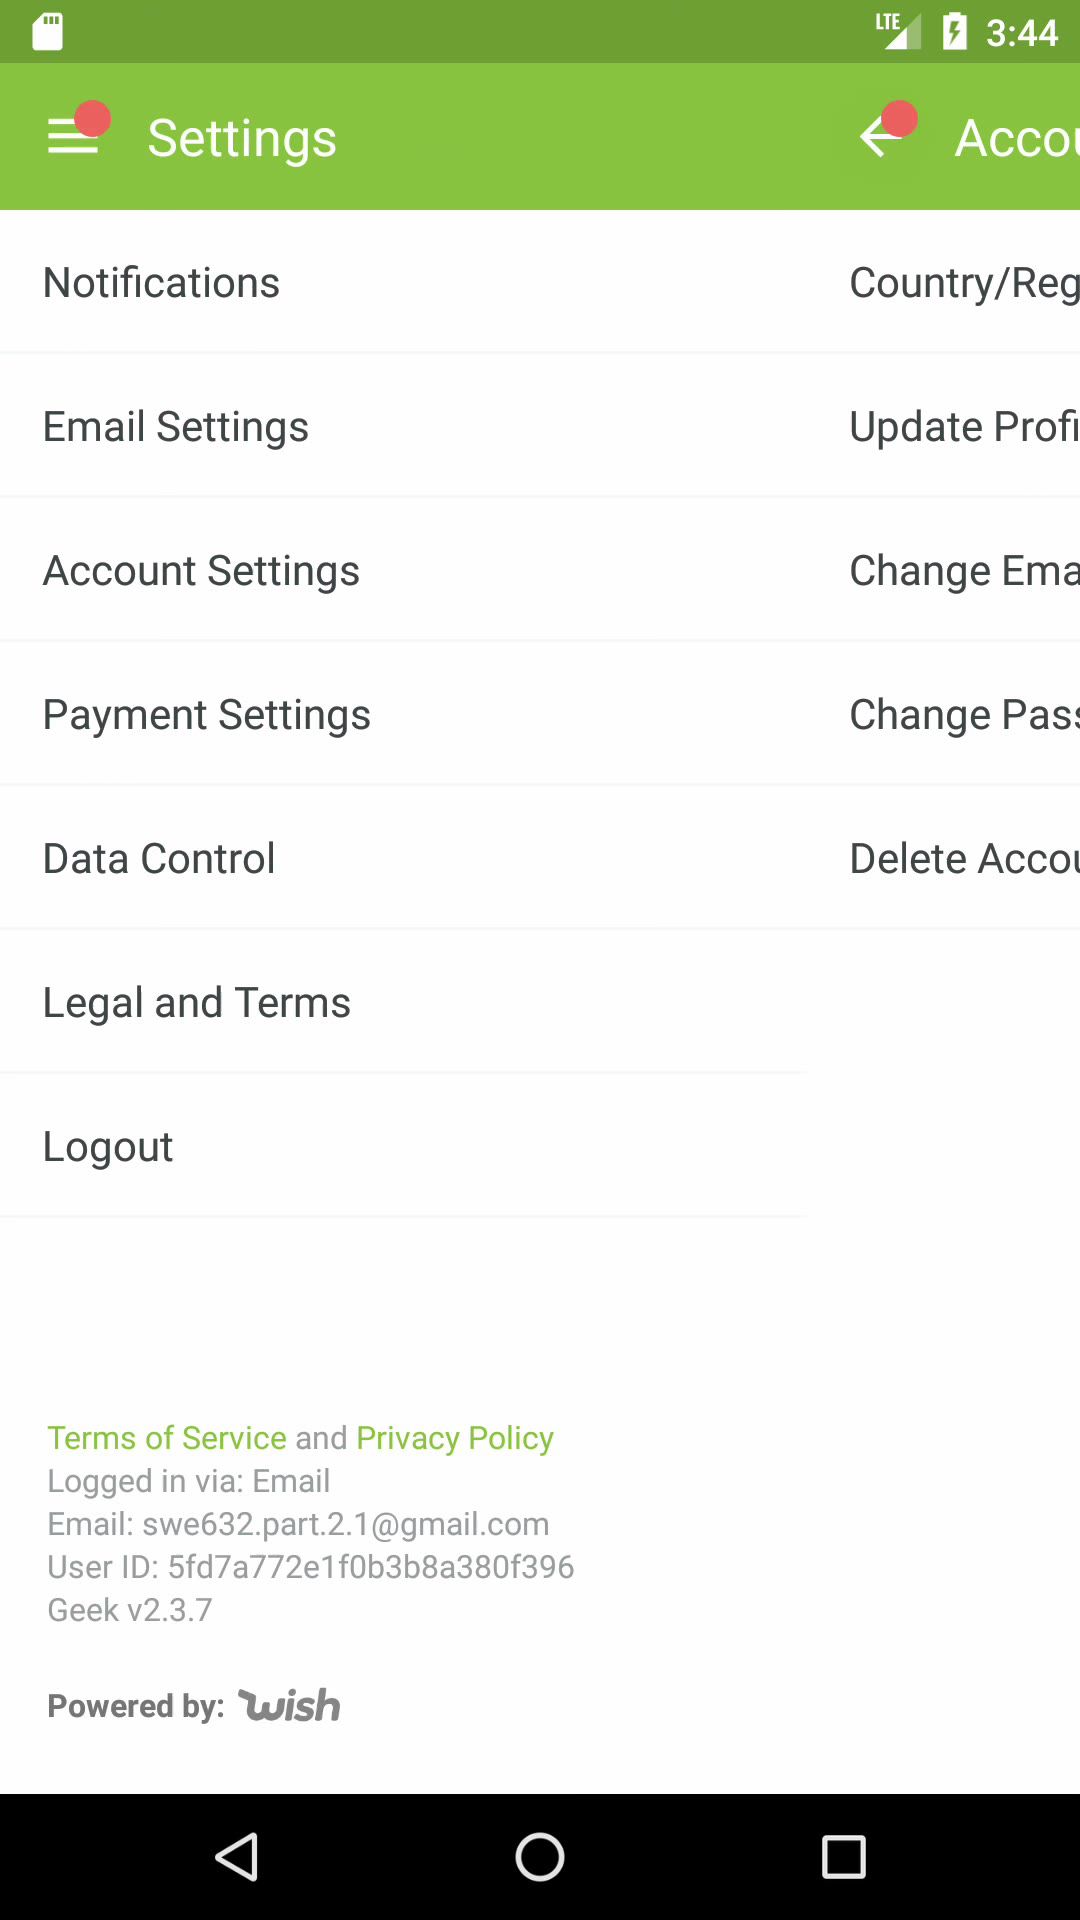 LTE 3:44
Settings
Accou
Notifications
Country/Reg
Email Settings
Update Profi
Account Settings
Change Ema
Payment Settings
Change Pass
Data Control
Delete Accou
Legal and Terms
Logout
Terms of Service and Privacy Policy
Logged in via: Email
Email: swe632.part.2.1@gmail.com
User ID: 5fd7a772e1f0b3b8a380f396
Geek v2.3.7
Powered by: wish